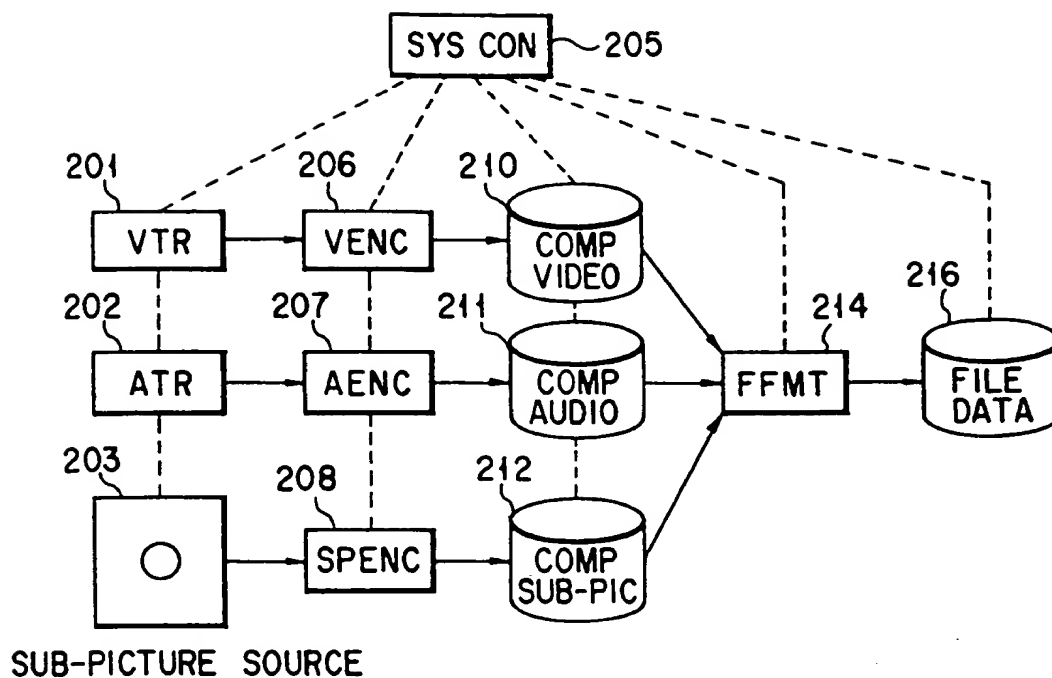 SYS CON
205
201
206
210
VTR
VENC
COMP
VIDEO
216
202
207
211
214
ATR
AENC
COMP
AUDIO
FFMT
FILE
DATA
203
208
212
SPENC
COMP
SUB-PIC
SUB-PICTURE SOURCE